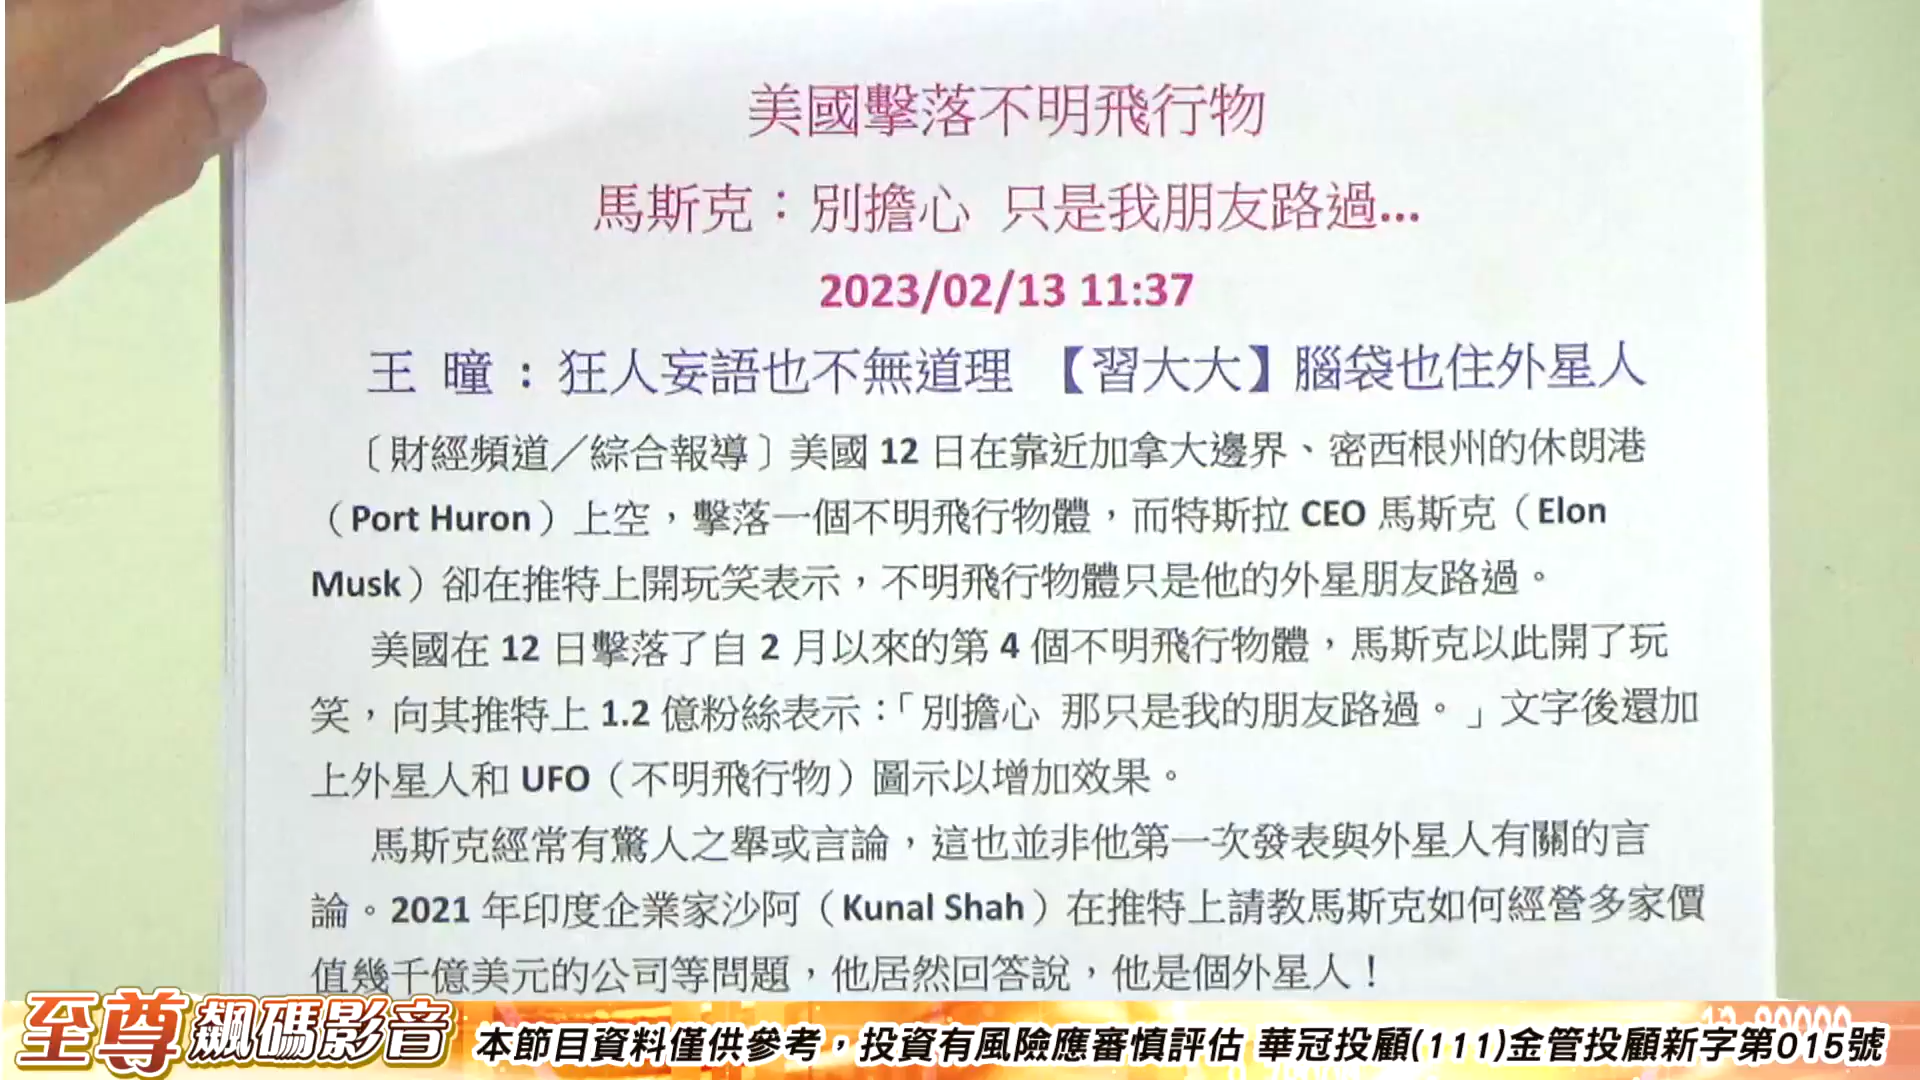 美國擊落不明飛行物
馬斯克：別擔心 只是我朋友路過...
2023/02/13 11:37
王 曈 : 狂人妄語也不無道理 【習大大】腦袋也住外星人
〔財經頻道／綜合報導〕美國 12 日在靠近加拿大邊界、密西根州的休朗港
（Port Huron）上空，擊落一個不明飛行物體，而特斯拉 CEO 馬斯克（Elon
Musk）卻在推特上開玩笑表示，不明飛行物體只是他的外星朋友路過。
美國在 12 日擊落了自 2 月以來的第 4 個不明飛行物體，馬斯克以此開了玩
笑，向其推特上 1.2 億粉絲表示：「別擔心 那只是我的朋友路過。」文字後還加
上外星人和 UFO（不明飛行物）圖示以增加效果。
馬斯克經常有驚人之舉或言論，這也並非他第一次發表與外星人有關的言
論。2021 年印度企業家沙阿（Kunal Shah）在推特上請教馬斯克如何經營多家價
值幾千億美元的公司等問題，他居然回答說，他是個外星人！
至尊飆碼影音
本節目資料僅供參考，投資有風險應審慎評估 華冠投顧(111)金管投顧新字第015號